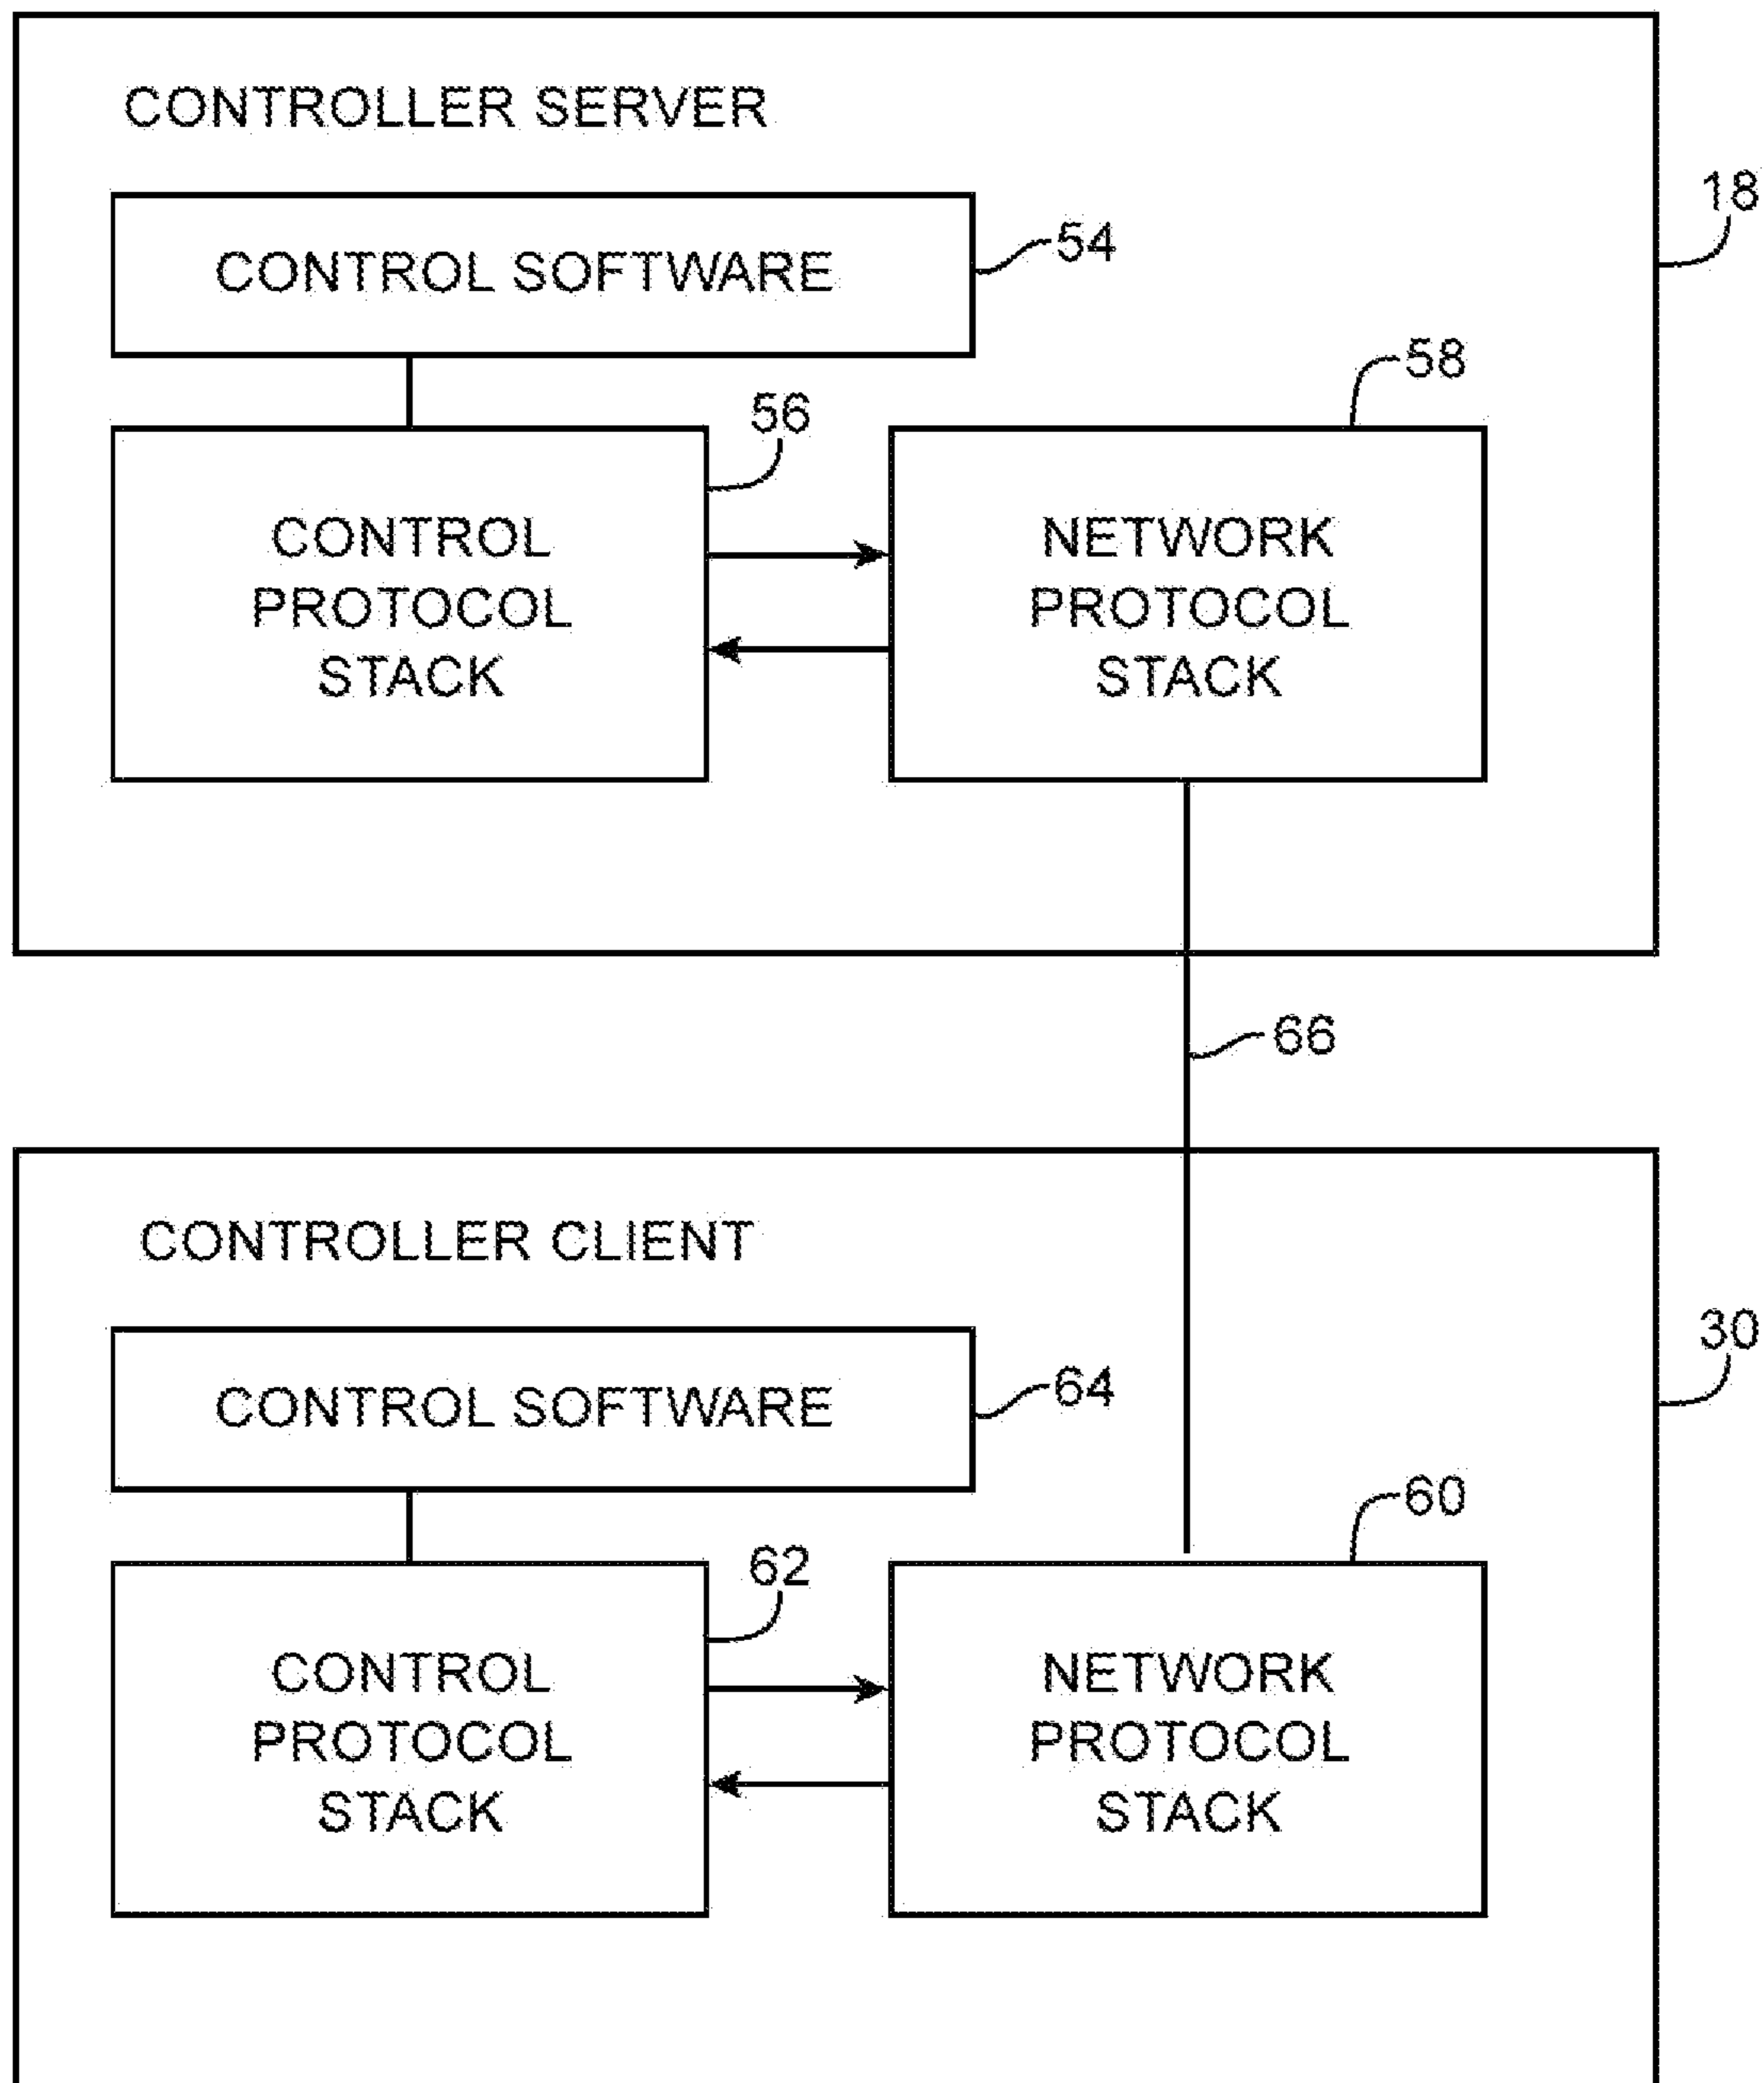 CONTROLLER SERVER
18
CONTROL SOFTWARE
54
58
56
CONTROL
PROTOCOL
STACK
NETWORK
PROTOCOL
STACK
66
CONTROLLER CLIENT
30
CONTROL SOFTWARE
64
60
62
CONTROL
PROTOCOL
STACK
NETWORK
PROTOCOL
STACK